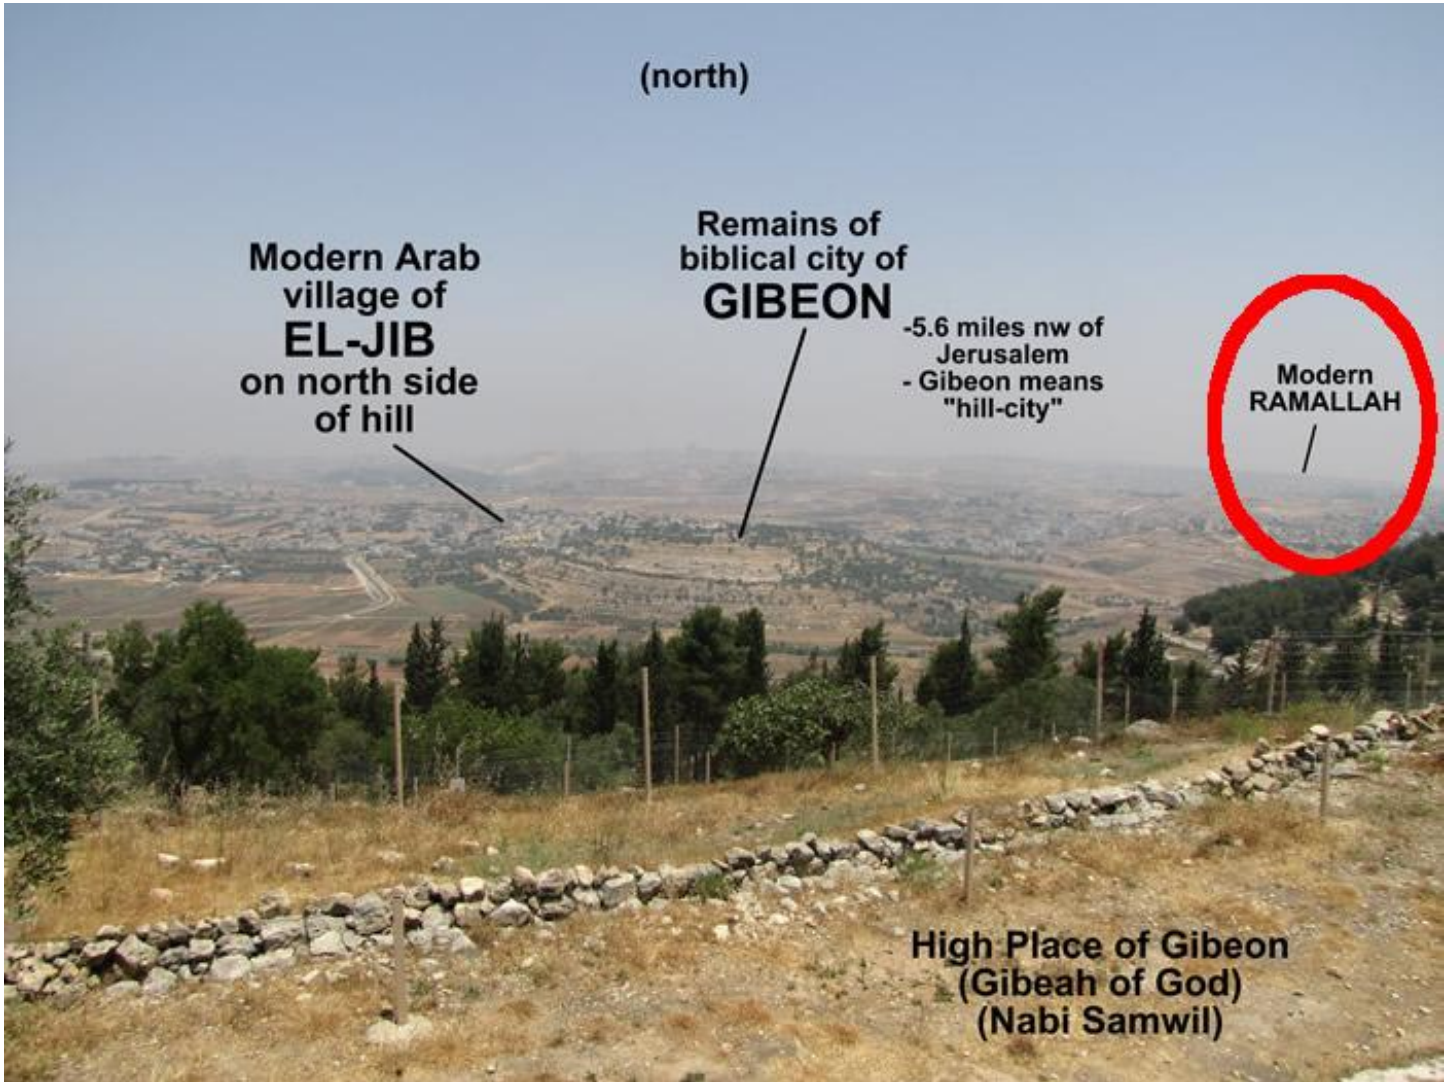 (north)
Modern Arab
village of
EL-JIB
on north side
of hill
Remains of
biblical city of
GIBEON
-5.6 miles nw of
Jerusalem
- Gibeon means
"hill-city"
Modern
RAMALLAH
High Place of Gibeon
(Gibeah of God)
(Nabi Samwil)